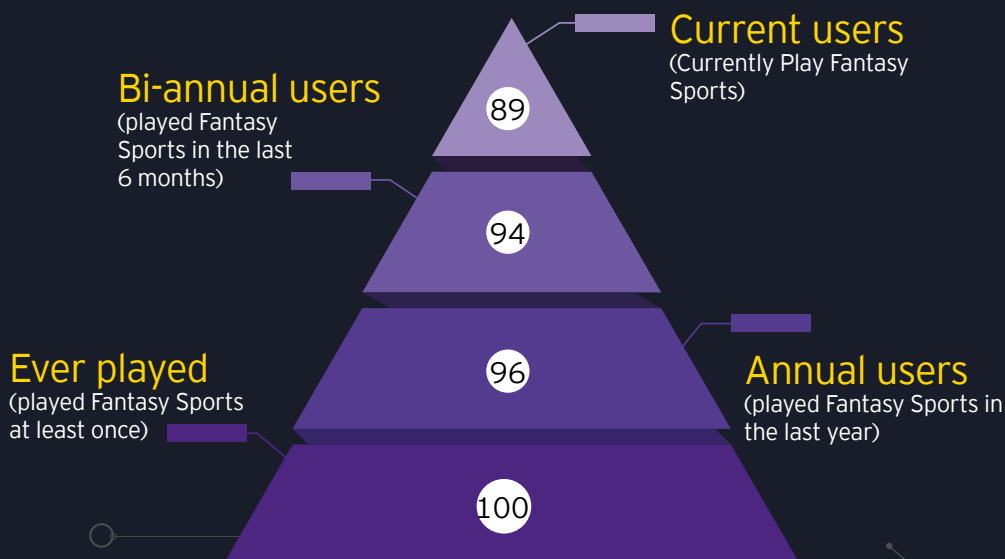 Current users
(Currently Play Fantasy
Sports)
Bi-annual users
(played Fantasy
Sports in the last
6 months)
89
94
Ever played
(played Fantasy Sports
at least once)
96
Annual users
(played Fantasy Sports in
the last year)
100